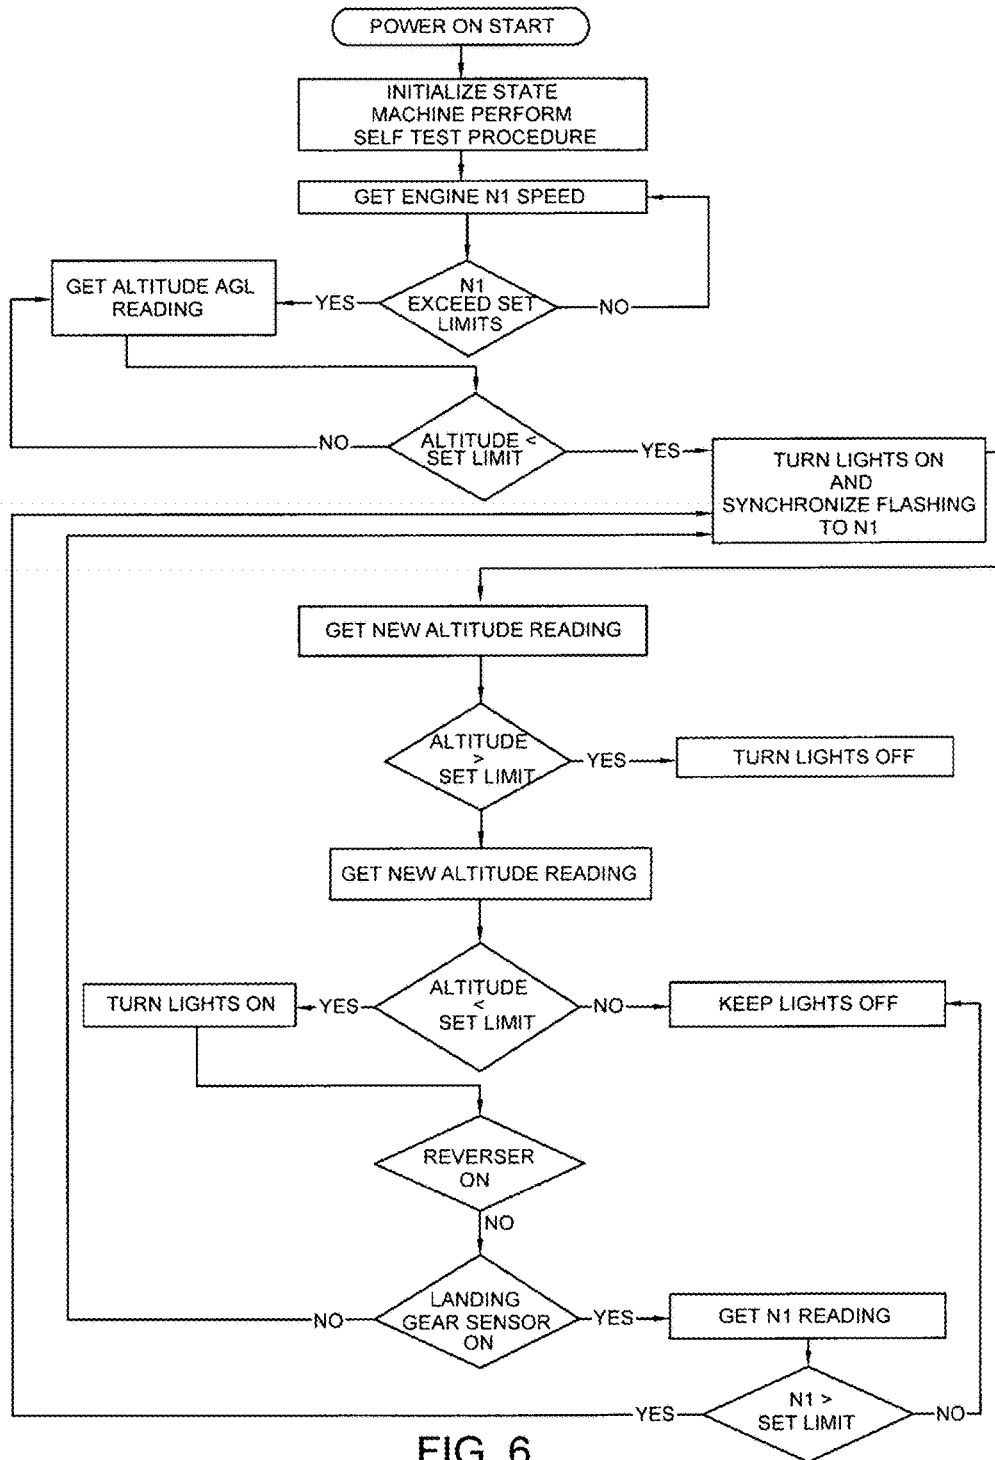 POWER ON START
INITIALIZE STATE
MACHINE PERFORM
SELF TEST PROCEDURE
GET ENGINE N1 SPEED
GET ALTITUDE AGL
READING
YES
N1
EXCEED SET
LIMITS
NO
NO
ALTITUDE <
SET LIMIT
YES
TURN LIGHTS ON
AND
SYNCHRONIZE FLASHING
TO N1
GET NEW ALTITUDE READING
ALTITUDE
>
SET LIMIT
YES
TURN LIGHTS OFF
GET NEW ALTITUDE READING
TURN LIGHTS ON
YES
ALTITUDE
<
SET LIMIT
NO
KEEP LIGHTS OFF
REVERSER
ON
NO
NO
LANDING
GEAR SENSOR
ON
YES
GET N1 READING
YES
N1 >
SET LIMIT
NO
FIG. 6